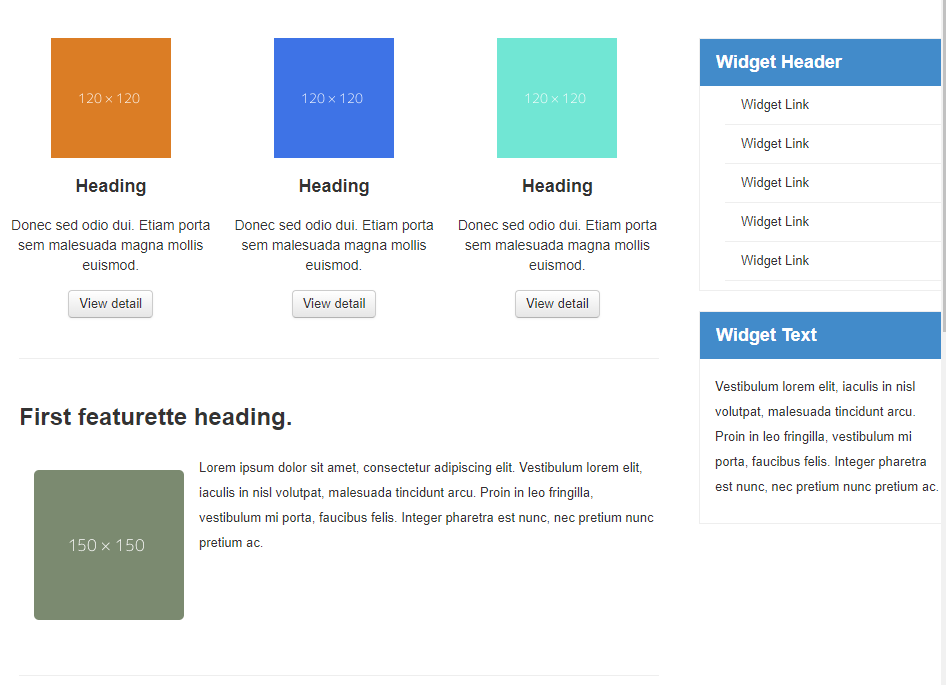 120 × 120
Heading
Donec sed odio dui. Etiam porta
sem malesuada magna mollis
euismod.
View detail
120 × 120
Heading
Donec sed odio dui. Etiam porta
sem malesuada magna mollis
euismod.
View detail
120 × 120
Heading
Donec sed odio dui. Etiam porta
sem malesuada magna mollis
euismod.
View detail
First featurette heading.
150 × 150
Lorem ipsum dolor sit amet, consectetur adipiscing elit. Vestibulum lorem elit,
iaculis in nisl volutpat, malesuada tincidunt arcu. Proin in leo fringilla,
vestibulum mi porta, faucibus felis. Integer pharetra est nunc, nec pretium nunc
pretium ac.
Widget Header
Widget Link
Widget Link
Widget Link
Widget Link
Widget Link
Widget Text
Vestibulum lorem elit, iaculis in nisl
volutpat, malesuada tincidunt arcu.
Proin in leo fringilla, vestibulum mi
porta, faucibus felis. Integer pharetra
est nunc, nec pretium nunc pretium ac.